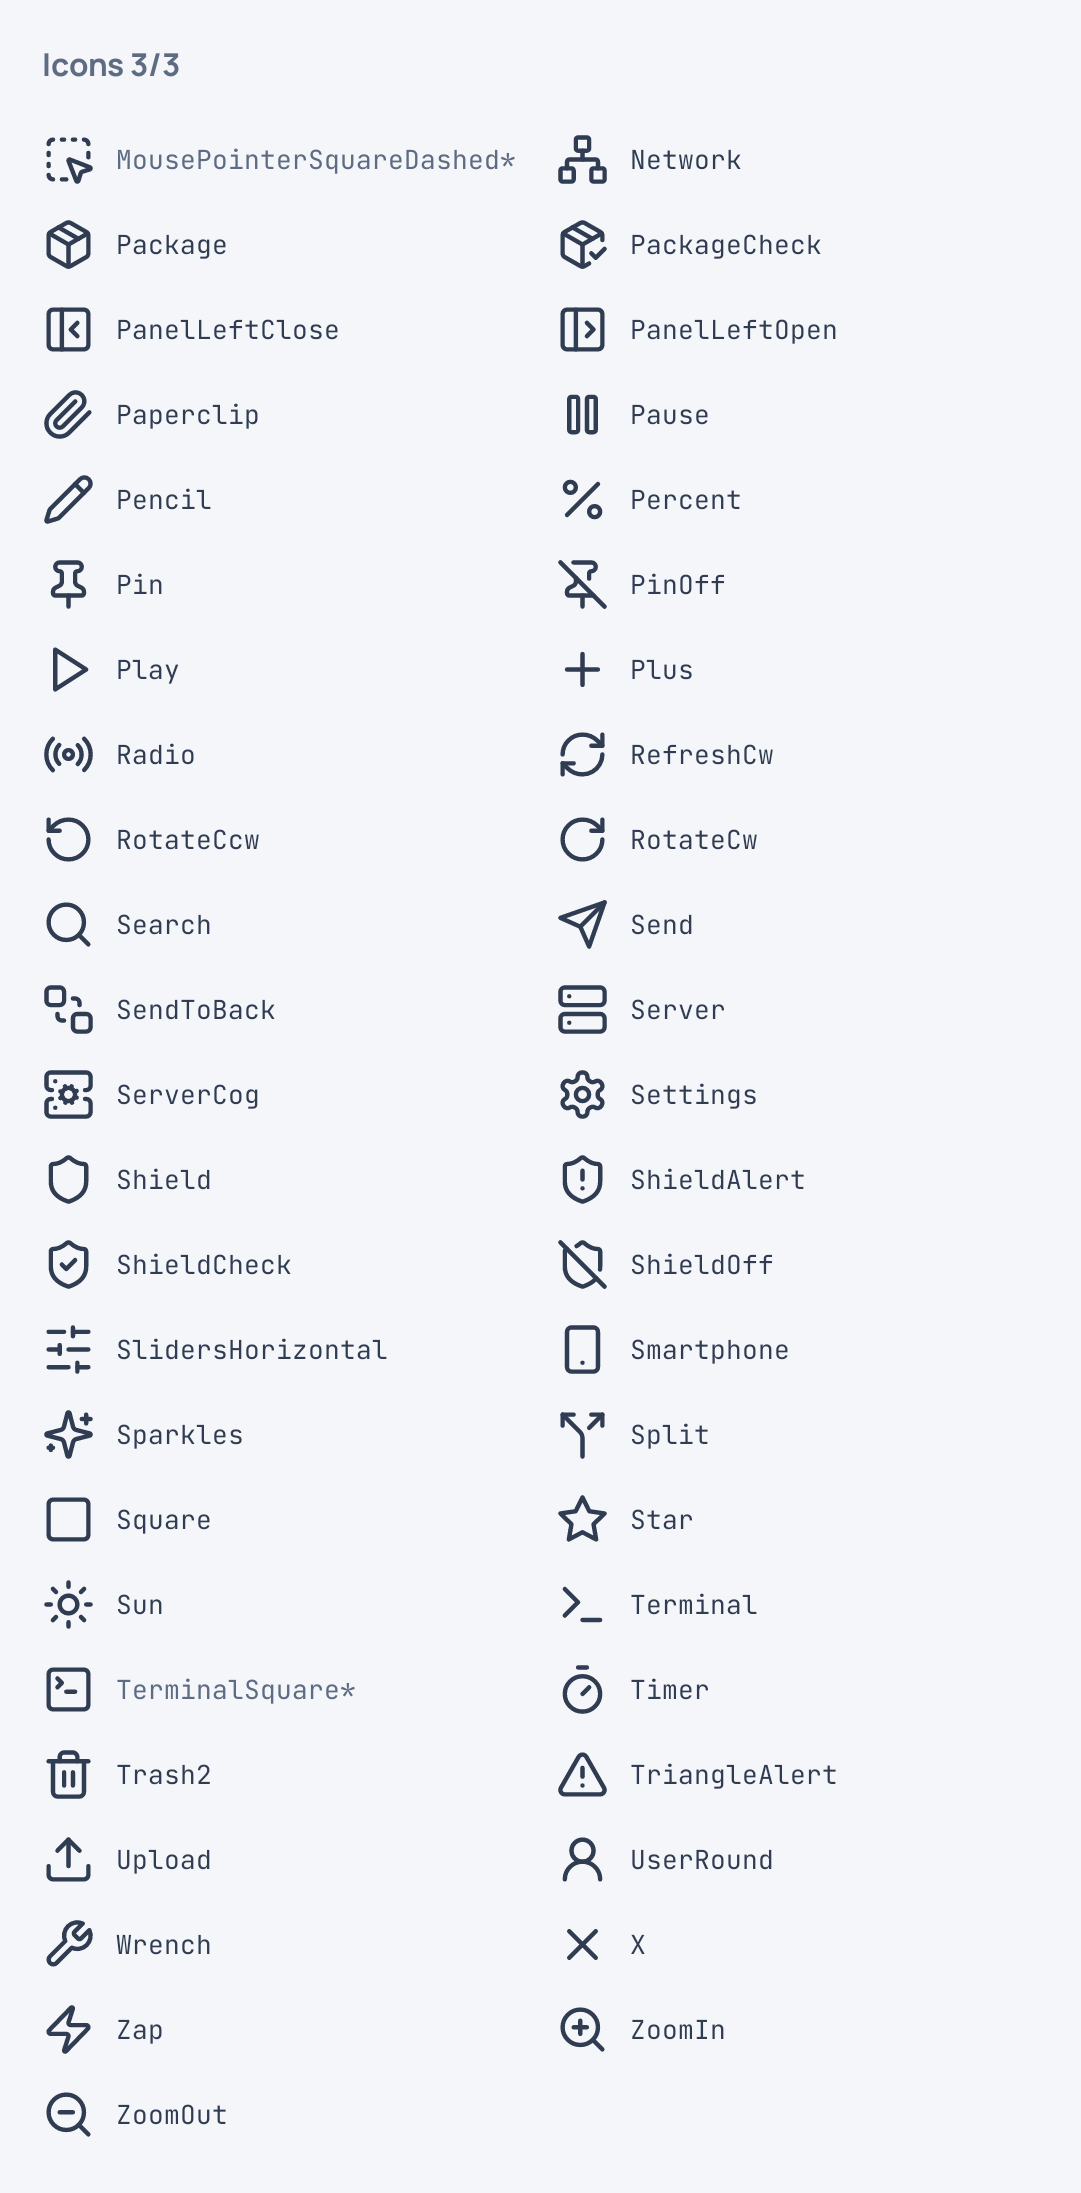 Icons 3/3
MousePointerSquareDashed* Network
Package PackageCheck
PanelLeftClose PanelLeftOpen
Paperclip Pause
Pencil Percent
Pin PinOff
Play Plus
Radio RefreshCw
RotateCcw RotateCw
Search Send
SendToBack Server
ServerCog Settings
Shield ShieldAlert
ShieldCheck ShieldOff
SlidersHorizontal Smartphone
Sparkles Split
Square Star
Sun Terminal
TerminalSquare* Timer
Trash2 TriangleAlert
Upload UserRound
Wrench X
Zap ZoomIn
ZoomOut